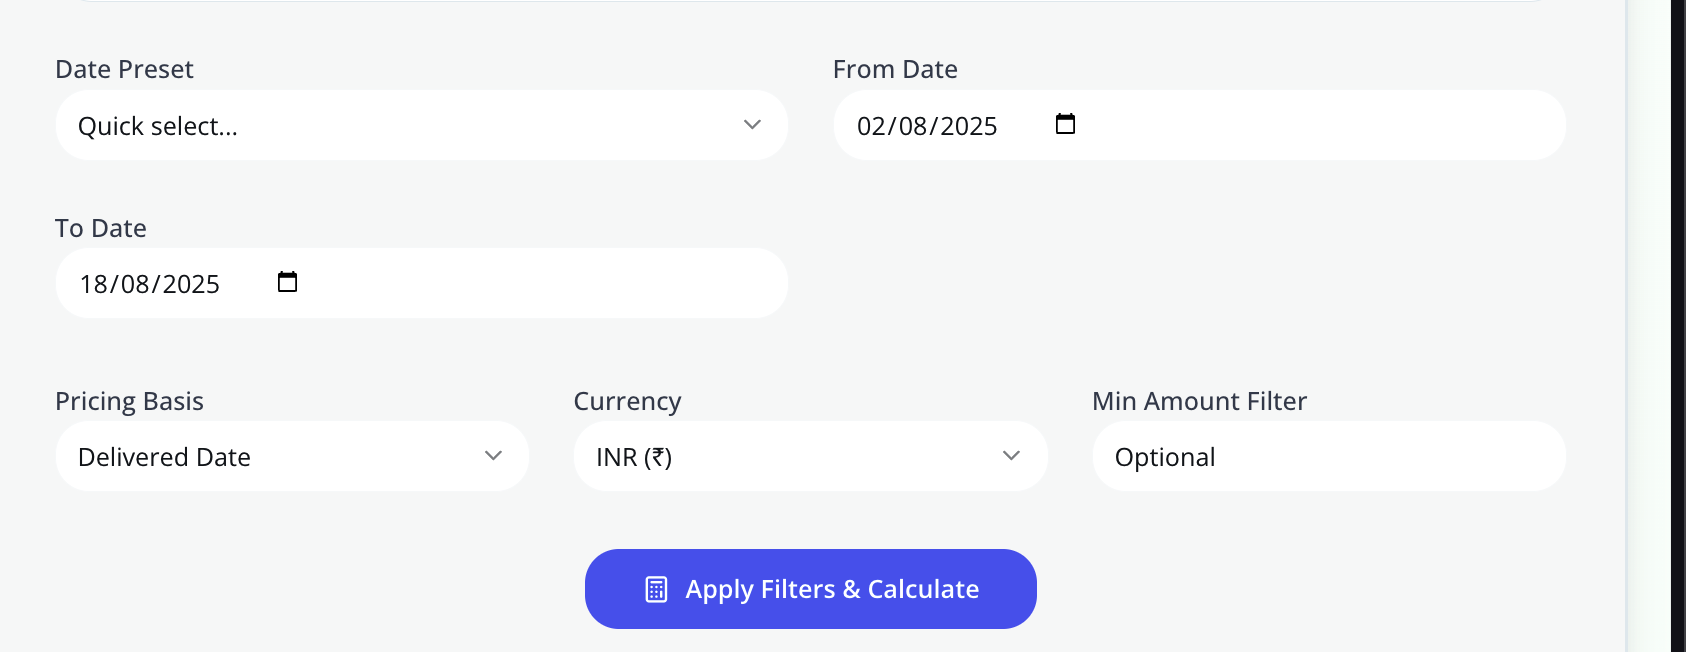 Date Preset
From Date
Quick select...
02/08/2025
To Date
18/08/2025
Pricing Basis
Currency
Min Amount Filter
Delivered Date
INR (₹)
Optional
Apply Filters & Calculate